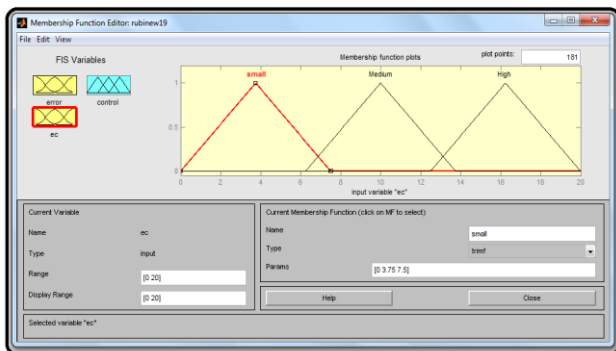 Membership Function Editor: rubinew19
File Edit View
FIS Variables
Membership function plots
plot points:
181
error
control
ec
small
Medium
High
1
0.5
0
0 2 4 6 8 10 12 14 16 18 20
input variable "ec"
Current Variable
Name ec
Type input
Range [0 20]
Display Range [0 20]
Current Membership Function (click on MF to select)
Name small
Type trimf
Params [0 3.75 7.5]
Help
Close
Selected variable "ec"